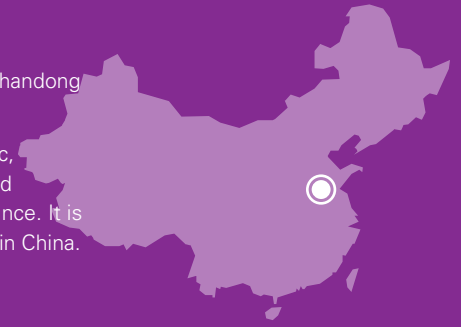 handong
c,
d
nce. It is
in China.